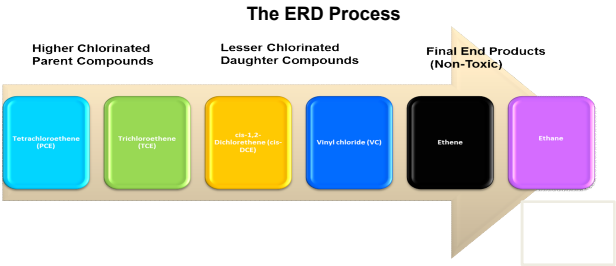 The ERD Process
Higher Chlorinated
Parent Compounds
Lesser Chlorinated
Daughter Compounds
Final End Products
(Non-Toxic)
Tetrachloroethene
(PCE)
Trichloroethene
(TCE)
cis-1,2-
Dichlorethene (cis-
DCE)
Vinyl chloride (VC)
Ethene
Ethane